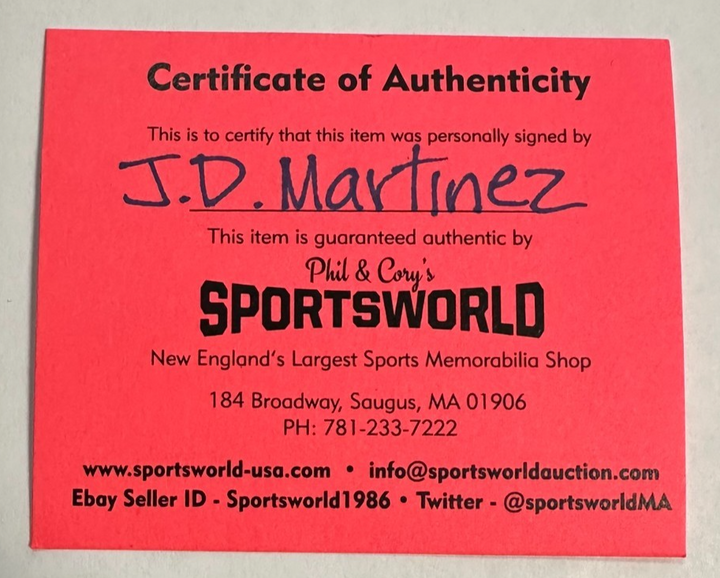 Certificate of Authenticity
This is to certify that this item was personally signed by
J.D. Martinez
This item is guaranteed authentic by
Phil & Cory's
SPORTSWORLD
New England's Largest Sports Memorabilia Shop
184 Broadway, Saugus, MA 01906
PH: 781-233-7222
www.sportsworld-usa.com • info@sportsworldauction.com
Ebay Seller ID - Sportsworld1986 • Twitter - @sportsworldMA